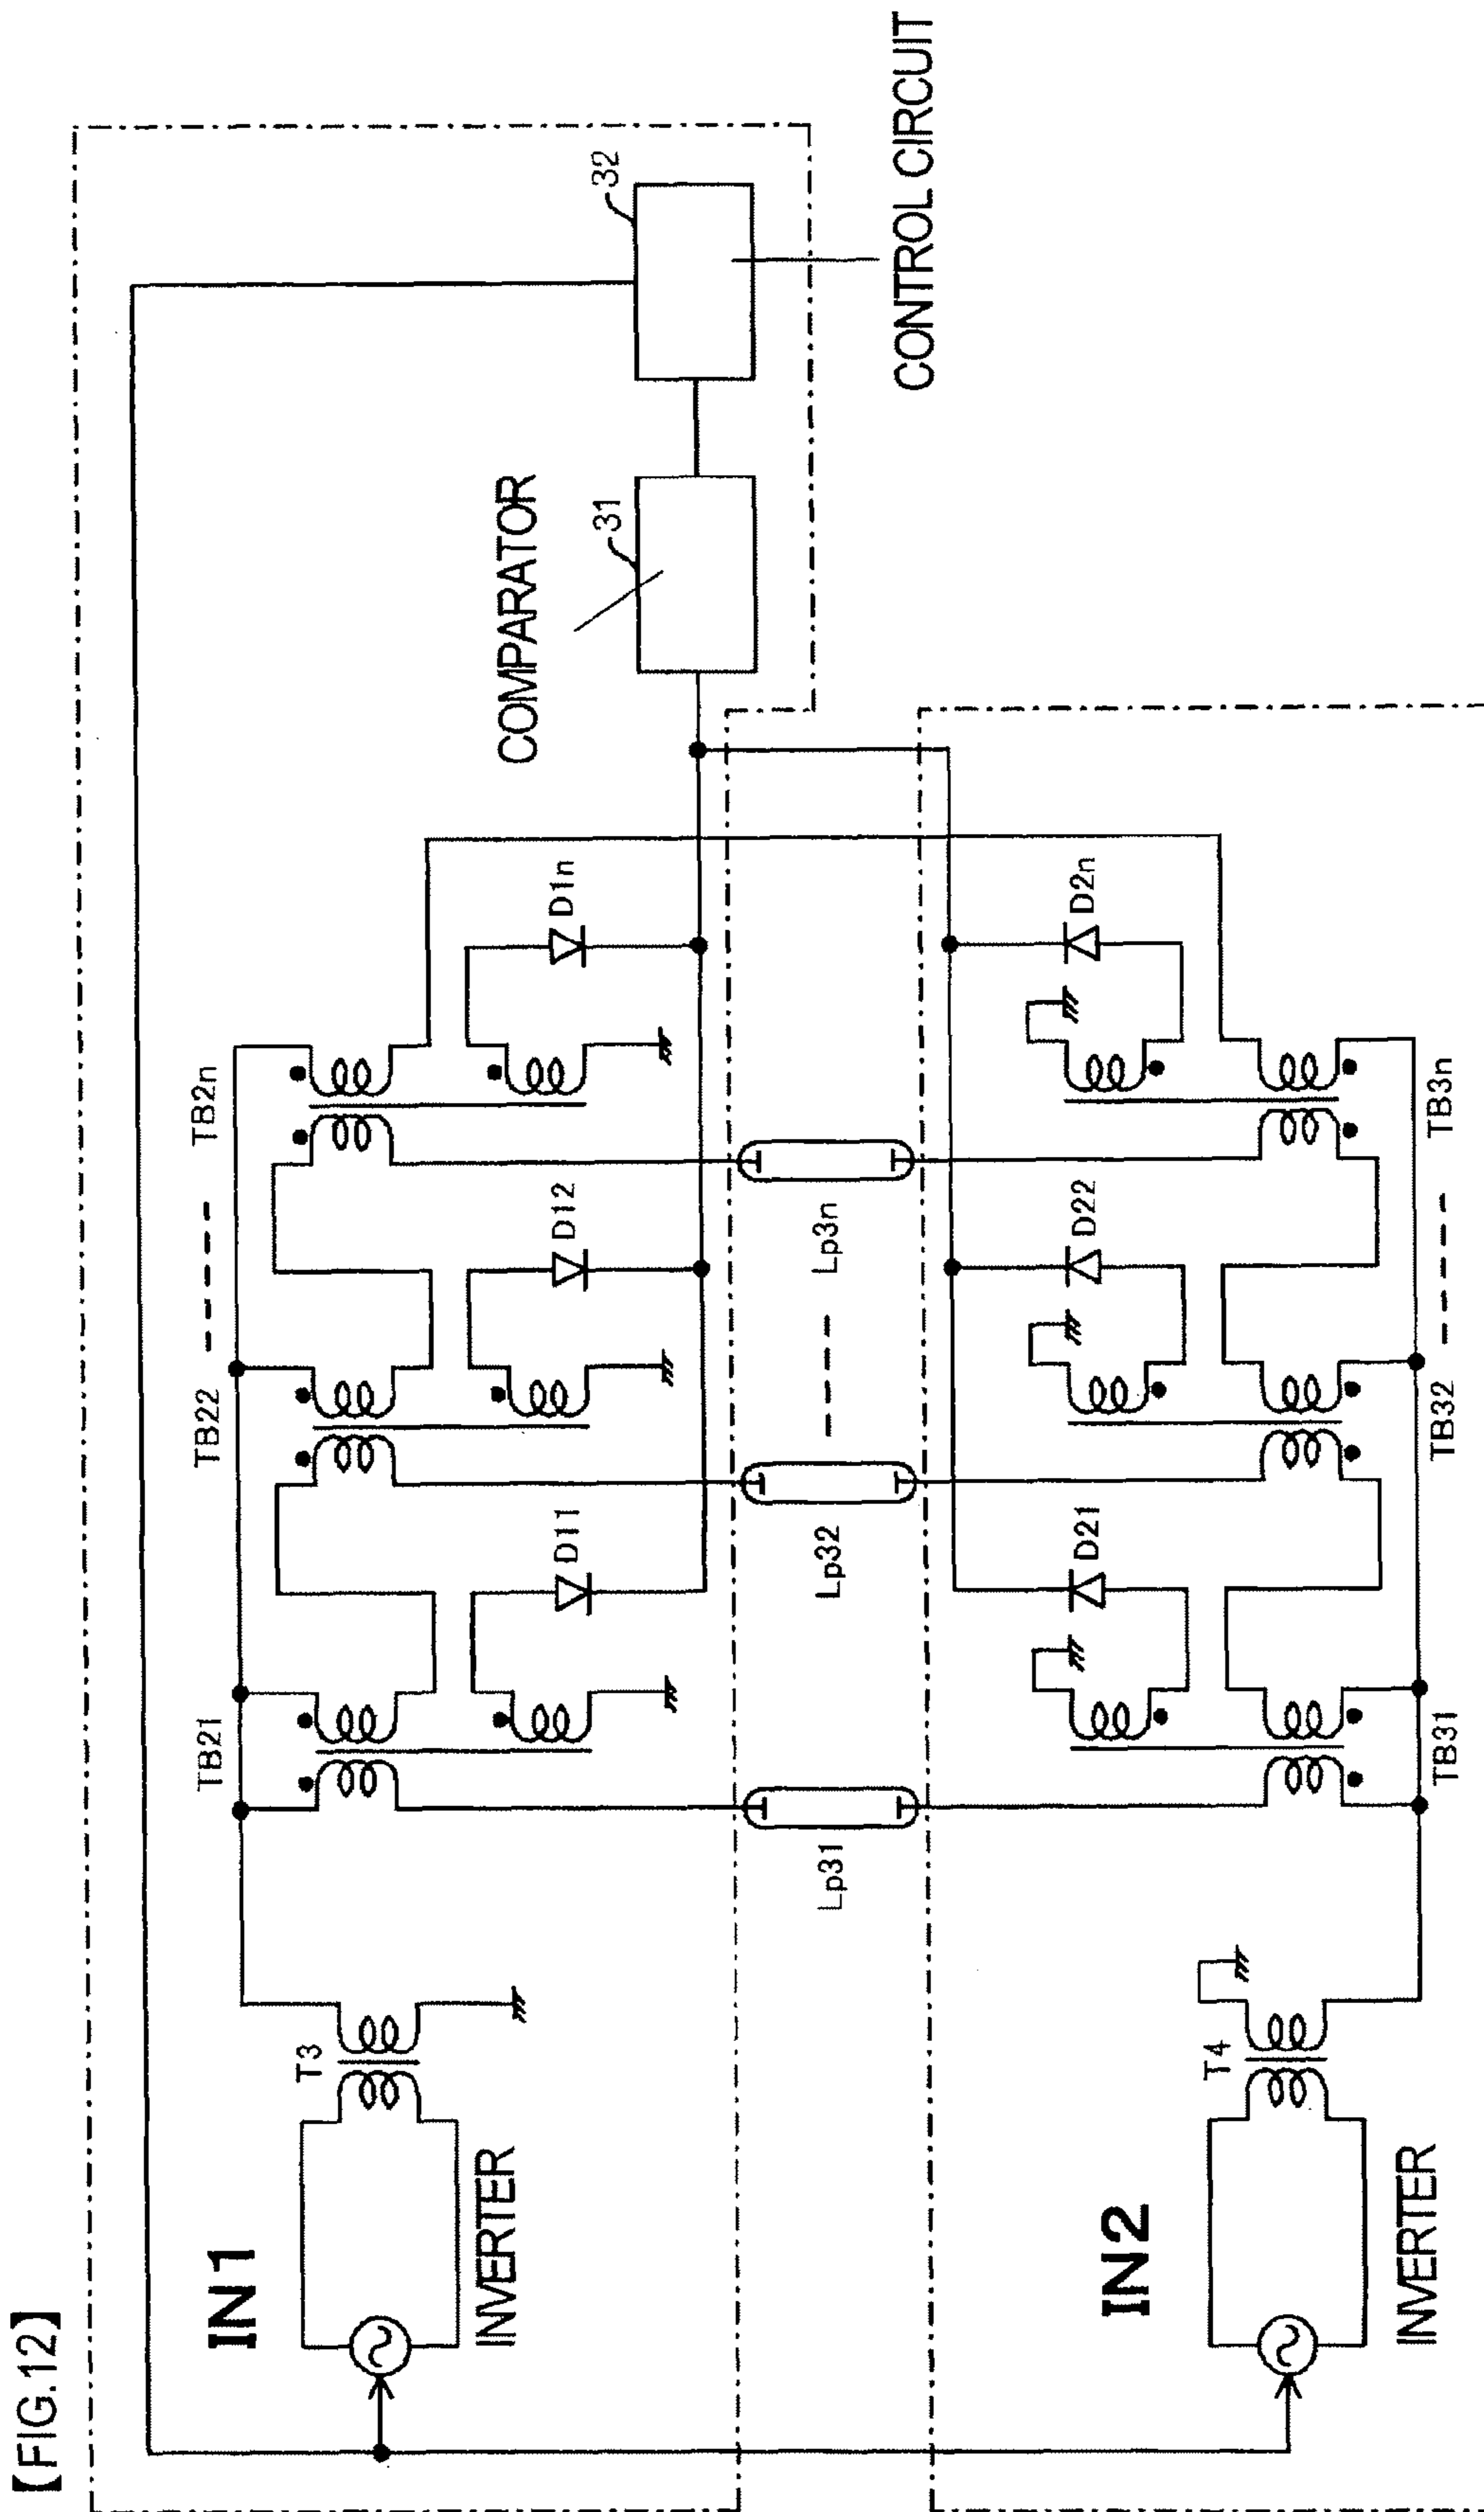 【FIG.12】
IN1
INVERTER
T3
TB21
TB22
TB2n
D11
D12
D1n
COMPARATOR
31
32
CONTROL CIRCUIT
Lp31
Lp32
Lp3n
IN2
INVERTER
T4
D21
D22
D2n
TB31
TB32
TB3n